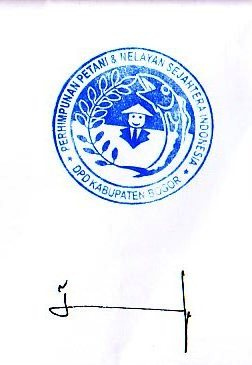 PERHIMPUNAN PETANI & NELAYAN SEJAHTERA INDONESIA
* DPD KABUPATEN BOGOR *